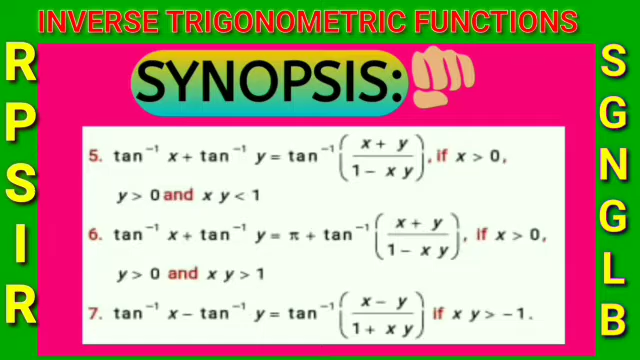 INVERSE TRIGONOMETRIC FUNCTIONS
RPSIR
SYNOPSIS:
5. tan⁻¹ x + tan⁻¹ y = tan⁻¹ ( (x + y) / (1 − x y) ), if x > 0,
y > 0 and x y < 1
6. tan⁻¹ x + tan⁻¹ y = π + tan⁻¹ ( (x + y) / (1 − x y) ), if x > 0,
y > 0 and x y > 1
7. tan⁻¹ x − tan⁻¹ y = tan⁻¹ ( (x − y) / (1 + x y) ) if x y > −1.
SGNGLB